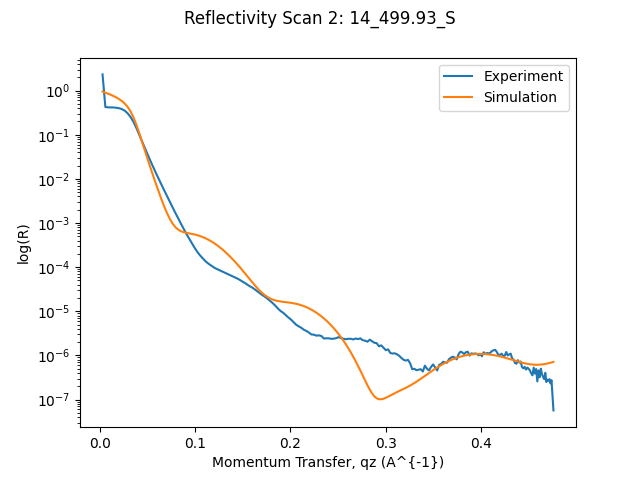 Reflectivity Scan 2: 14_499.93_S
Experiment
Simulation
10^0
10^{-1}
10^{-2}
10^{-3}
10^{-4}
10^{-5}
10^{-6}
10^{-7}
log(R)
0.0 0.1 0.2 0.3 0.4
Momentum Transfer, qz (A^{-1})